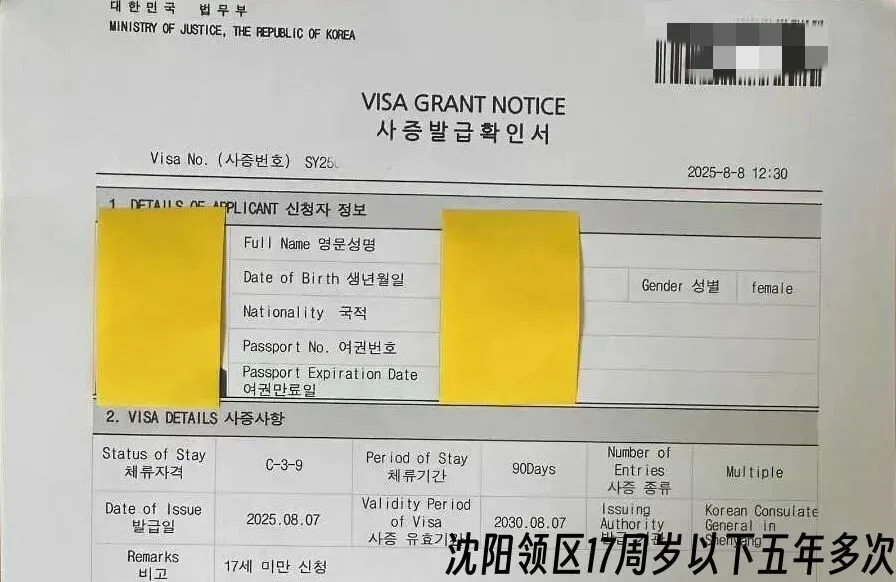 대한민국 법무부
MINISTRY OF JUSTICE, THE REPUBLIC OF KOREA
VISA GRANT NOTICE
사증발급확인서
Visa No. (사증번호) SY25
2025-8-8 12:30
1. DETAILS OF APPLICANT 신청자 정보
Full Name 영문성명
Date of Birth 생년월일
Gender 성별
female
Nationality 국적
Passport No. 여권번호
Passport Expiration Date
여권만료일
2. VISA DETAILS 사증사항
Status of Stay
체류자격
C-3-9
Period of Stay
체류기간
90Days
Number of
Entries
사증 종류
Multiple
Date of Issue
발급일
2025.08.07
Validity Period
of Visa
사증 유효기
2030.08.07
Issuing
Authority
Korean Consulate
General in
Shenyang
Remarks
비고
17세 미만 신청
沈阳领区17周岁以下五年多次